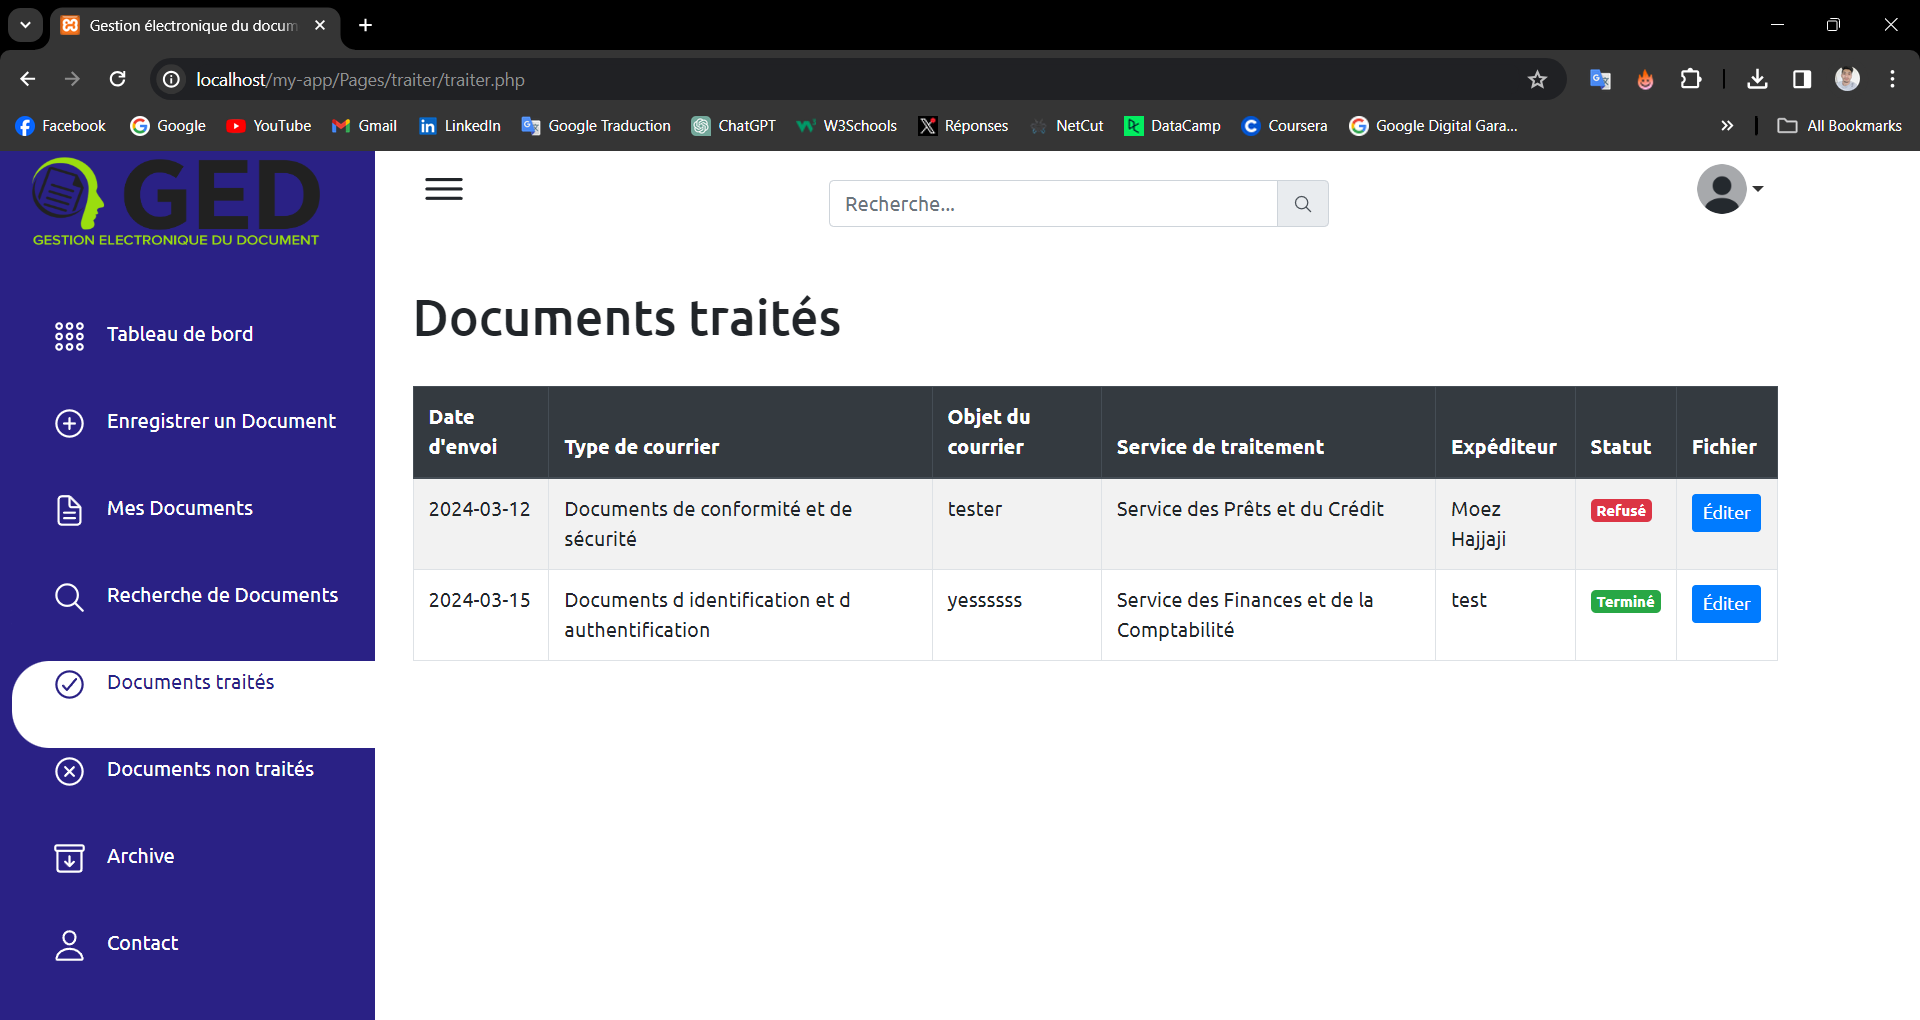 Gestion électronique du docum
localhost/my-app/Pages/traiter/traiter.php
Facebook
Google
YouTube
Gmail
LinkedIn
Google Traduction
ChatGPT
W3Schools
Réponses
NetCut
DataCamp
Coursera
Google Digital Gara...
All Bookmarks
GED
GESTION ELECTRONIQUE DU DOCUMENT
Recherche...
Tableau de bord
Enregistrer un Document
Mes Documents
Recherche de Documents
Documents traités
Documents non traités
Archive
Contact
Documents traités
Date
d'envoi
Type de courrier
Objet du
courrier
Service de traitement
Expéditeur
Statut
Fichier
2024-03-12
Documents de conformité et de
sécurité
tester
Service des Prêts et du Crédit
Moez
Hajjaji
Refusé
Éditer
2024-03-15
Documents d identification et d
authentification
yessssss
Service des Finances et de la
Comptabilité
test
Terminé
Éditer